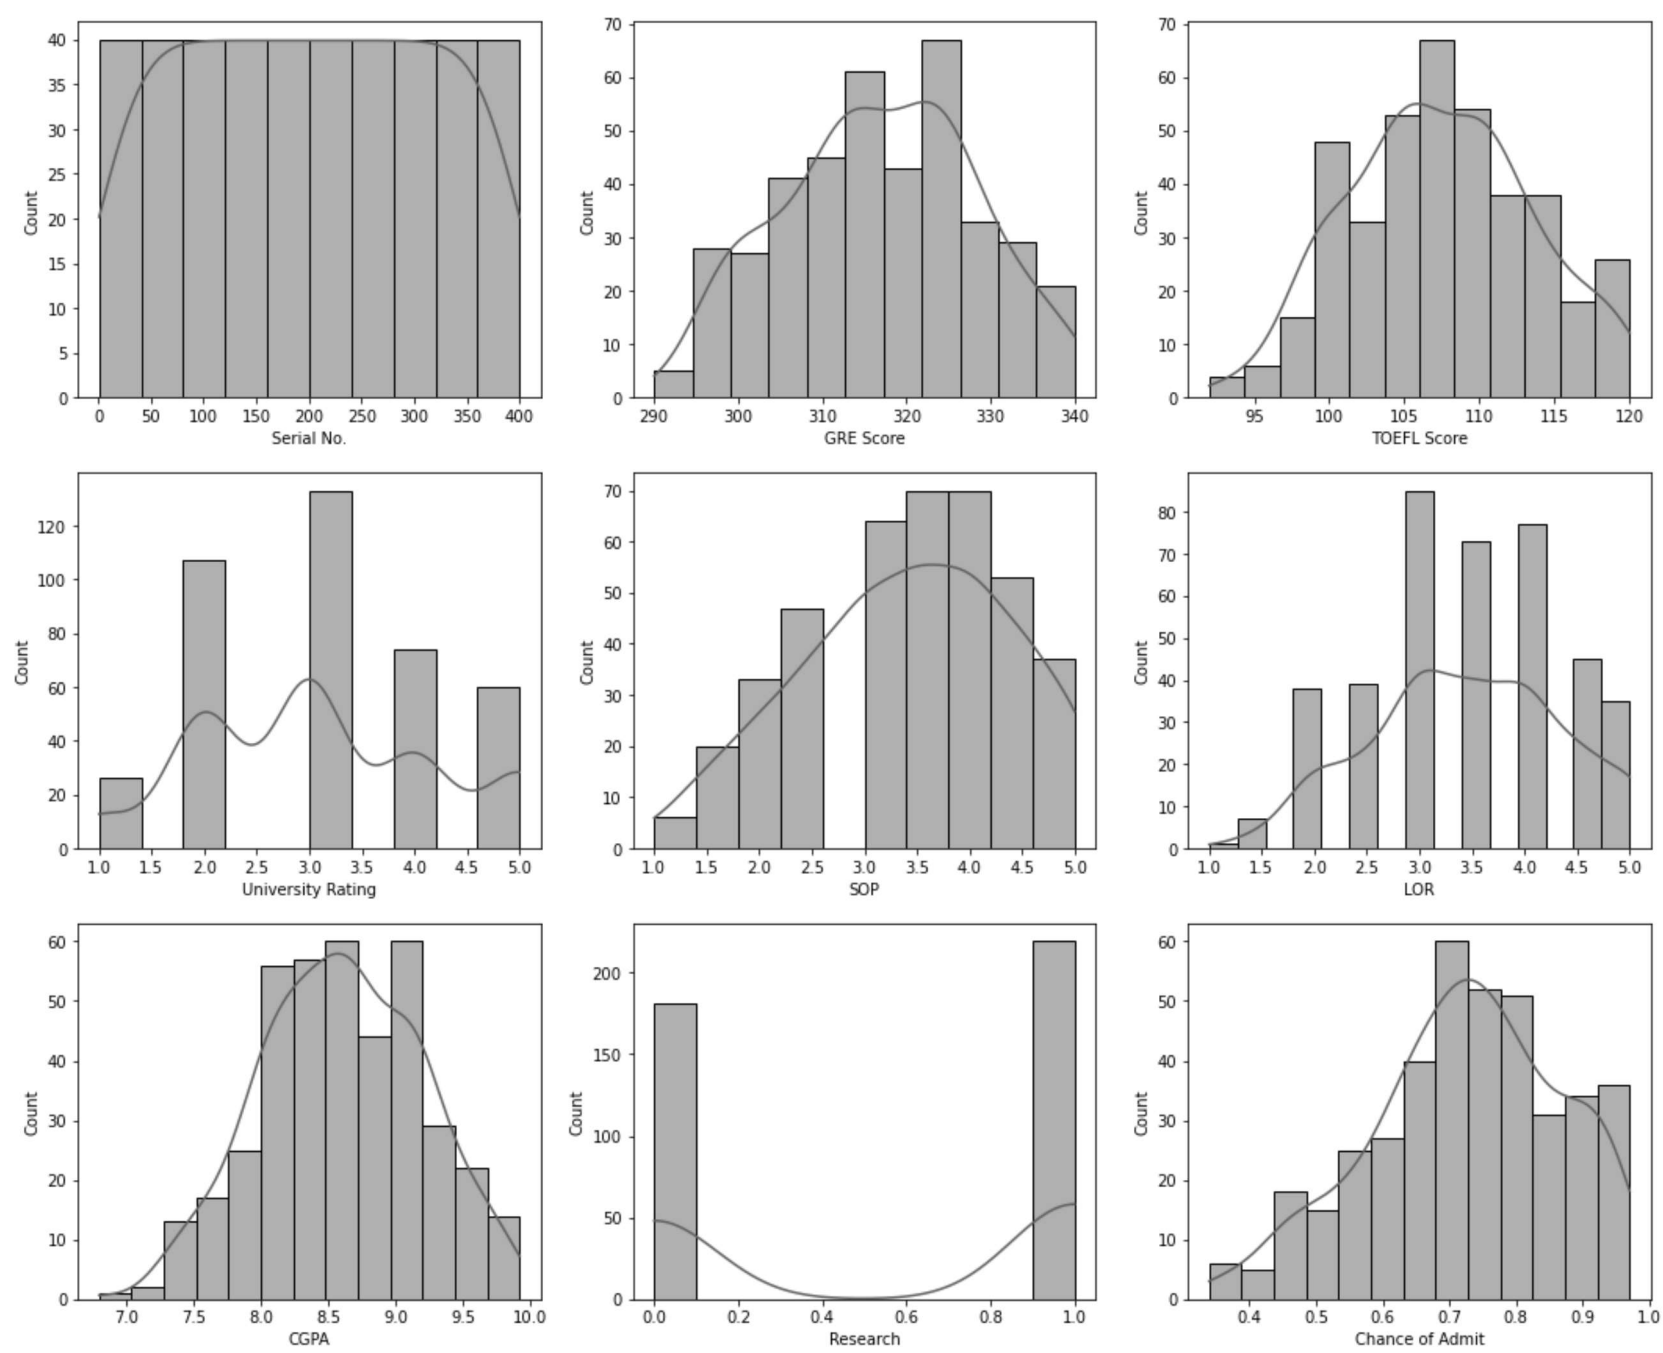 40
35
30
25
20
15
10
5
0
Count
0 50 100 150 200 250 300 350 400
Serial No.
70
60
50
40
30
20
10
0
Count
290 300 310 320 330 340
GRE Score
70
60
50
40
30
20
10
0
Count
95 100 105 110 115 120
TOEFL Score
120
100
80
60
40
20
0
Count
1.0 1.5 2.0 2.5 3.0 3.5 4.0 4.5 5.0
University Rating
70
60
50
40
30
20
10
0
Count
1.0 1.5 2.0 2.5 3.0 3.5 4.0 4.5 5.0
SOP
80
70
60
50
40
30
20
10
0
Count
1.0 1.5 2.0 2.5 3.0 3.5 4.0 4.5 5.0
LOR
60
50
40
30
20
10
0
Count
7.0 7.5 8.0 8.5 9.0 9.5 10.0
CGPA
200
150
100
50
0
Count
0.0 0.2 0.4 0.6 0.8 1.0
Research
60
50
40
30
20
10
0
Count
0.4 0.5 0.6 0.7 0.8 0.9 1.0
Chance of Admit